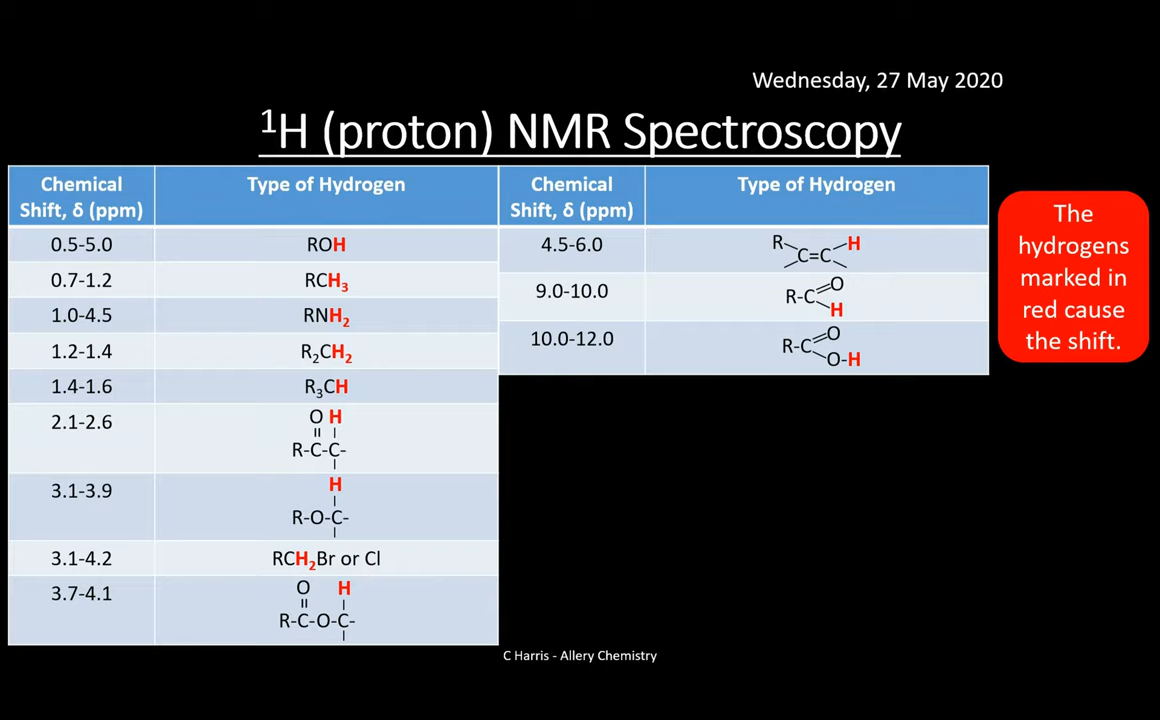 Wednesday, 27 May 2020
¹H (proton) NMR Spectroscopy
Chemical Shift, δ (ppm) Type of Hydrogen
0.5-5.0 ROH
0.7-1.2 RCH₃
1.0-4.5 RNH₂
1.2-1.4 R₂CH₂
1.4-1.6 R₃CH
O H
2.1-2.6 R-C-C-
H
3.1-3.9 R-O-C-
3.1-4.2 RCH₂Br or Cl
O H
3.7-4.1 R-C-O-C-
Chemical Shift, δ (ppm) Type of Hydrogen
R H
4.5-6.0 C=C
O
9.0-10.0 R-C
H
O
10.0-12.0 R-C
O-H
The
hydrogens
marked in
red cause
the shift.
C Harris - Allery Chemistry